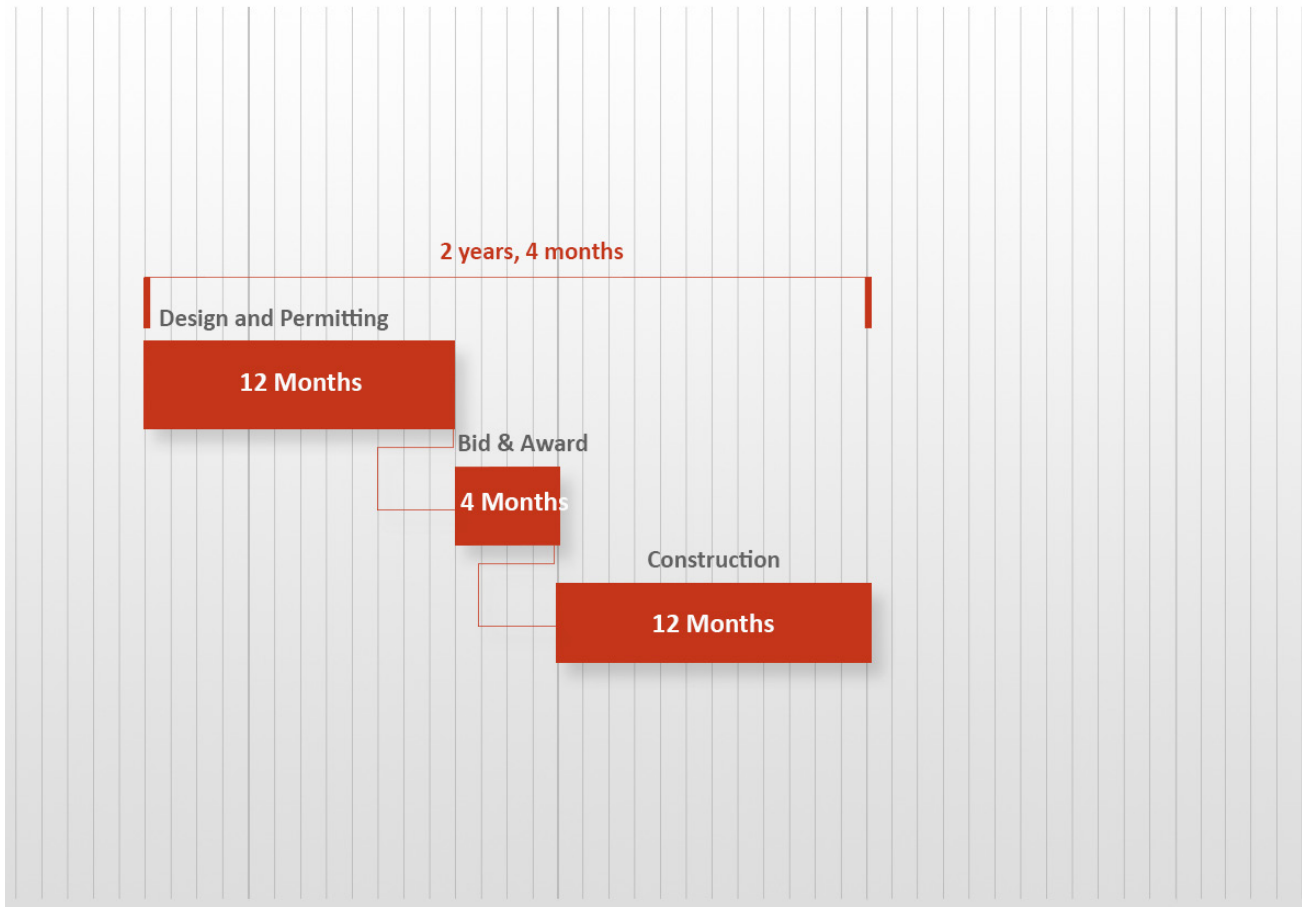 2 years, 4 months
Design and Permitting
12 Months
Bid & Award
4 Months
Construction
12 Months